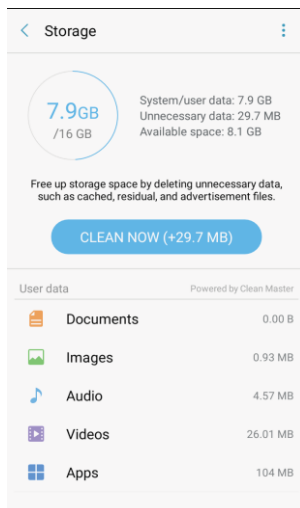 Storage
7.9GB
/16 GB
System/user data: 7.9 GB
Unnecessary data: 29.7 MB
Available space: 8.1 GB
Free up storage space by deleting unnecessary data,
such as cached, residual, and advertisement files.
CLEAN NOW (+29.7 MB)
User data Powered by Clean Master
Documents 0.00 B
Images 0.93 MB
Audio 4.57 MB
Videos 26.01 MB
Apps 104 MB